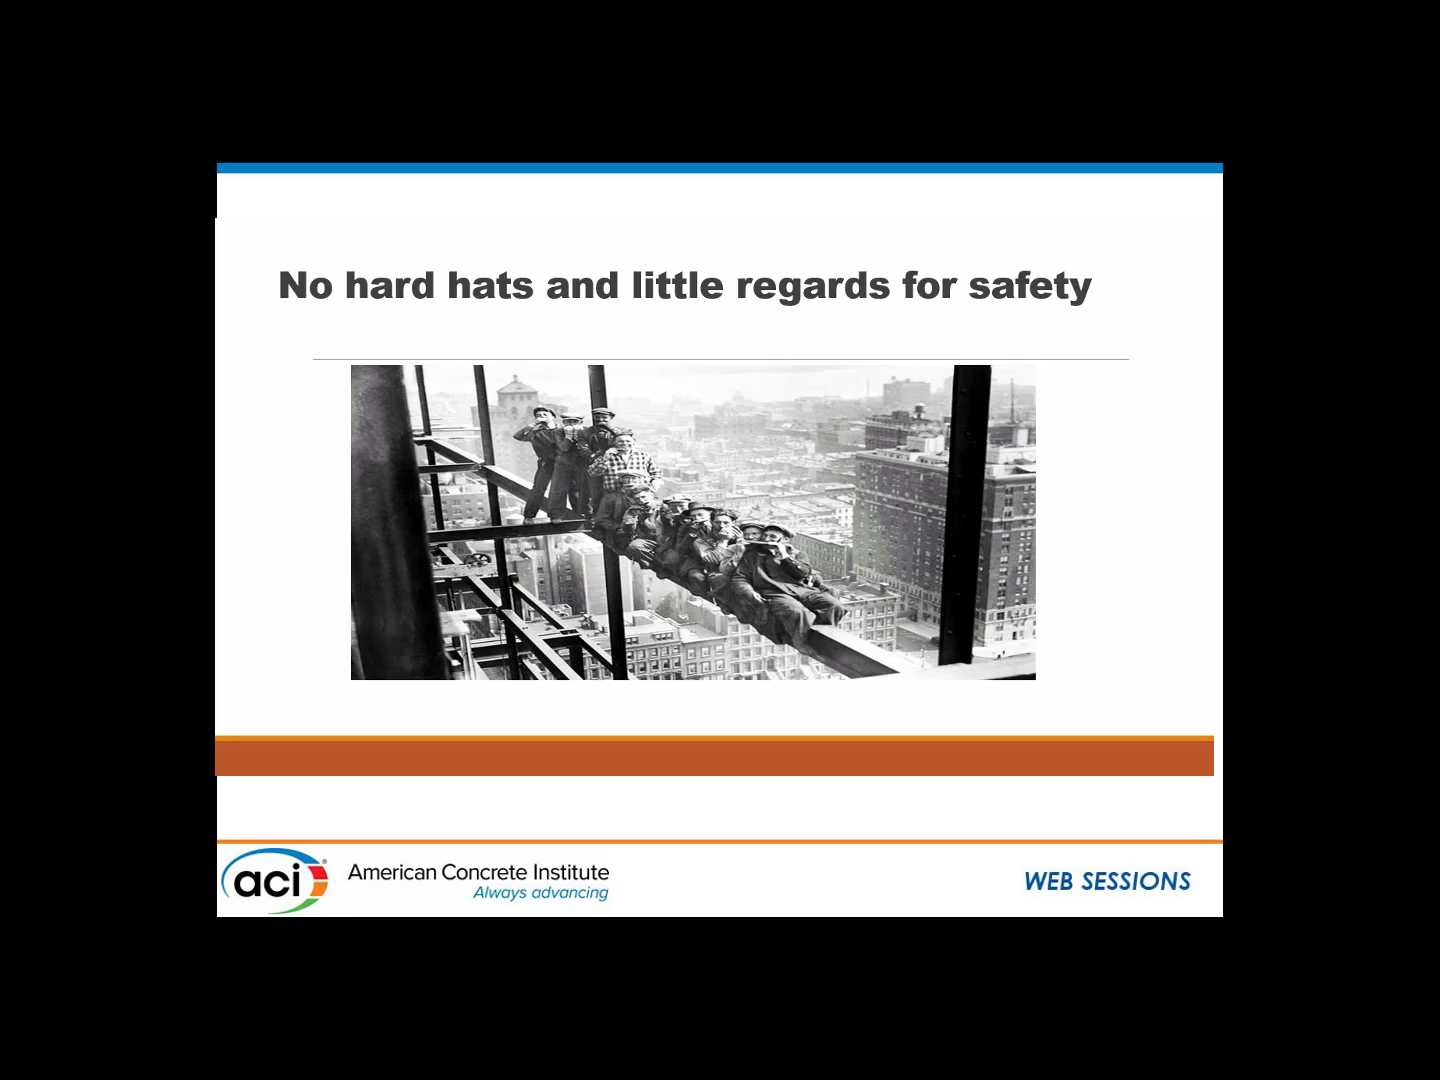 No hard hats and little regards for safety
aci®
American Concrete Institute
Always advancing
WEB SESSIONS